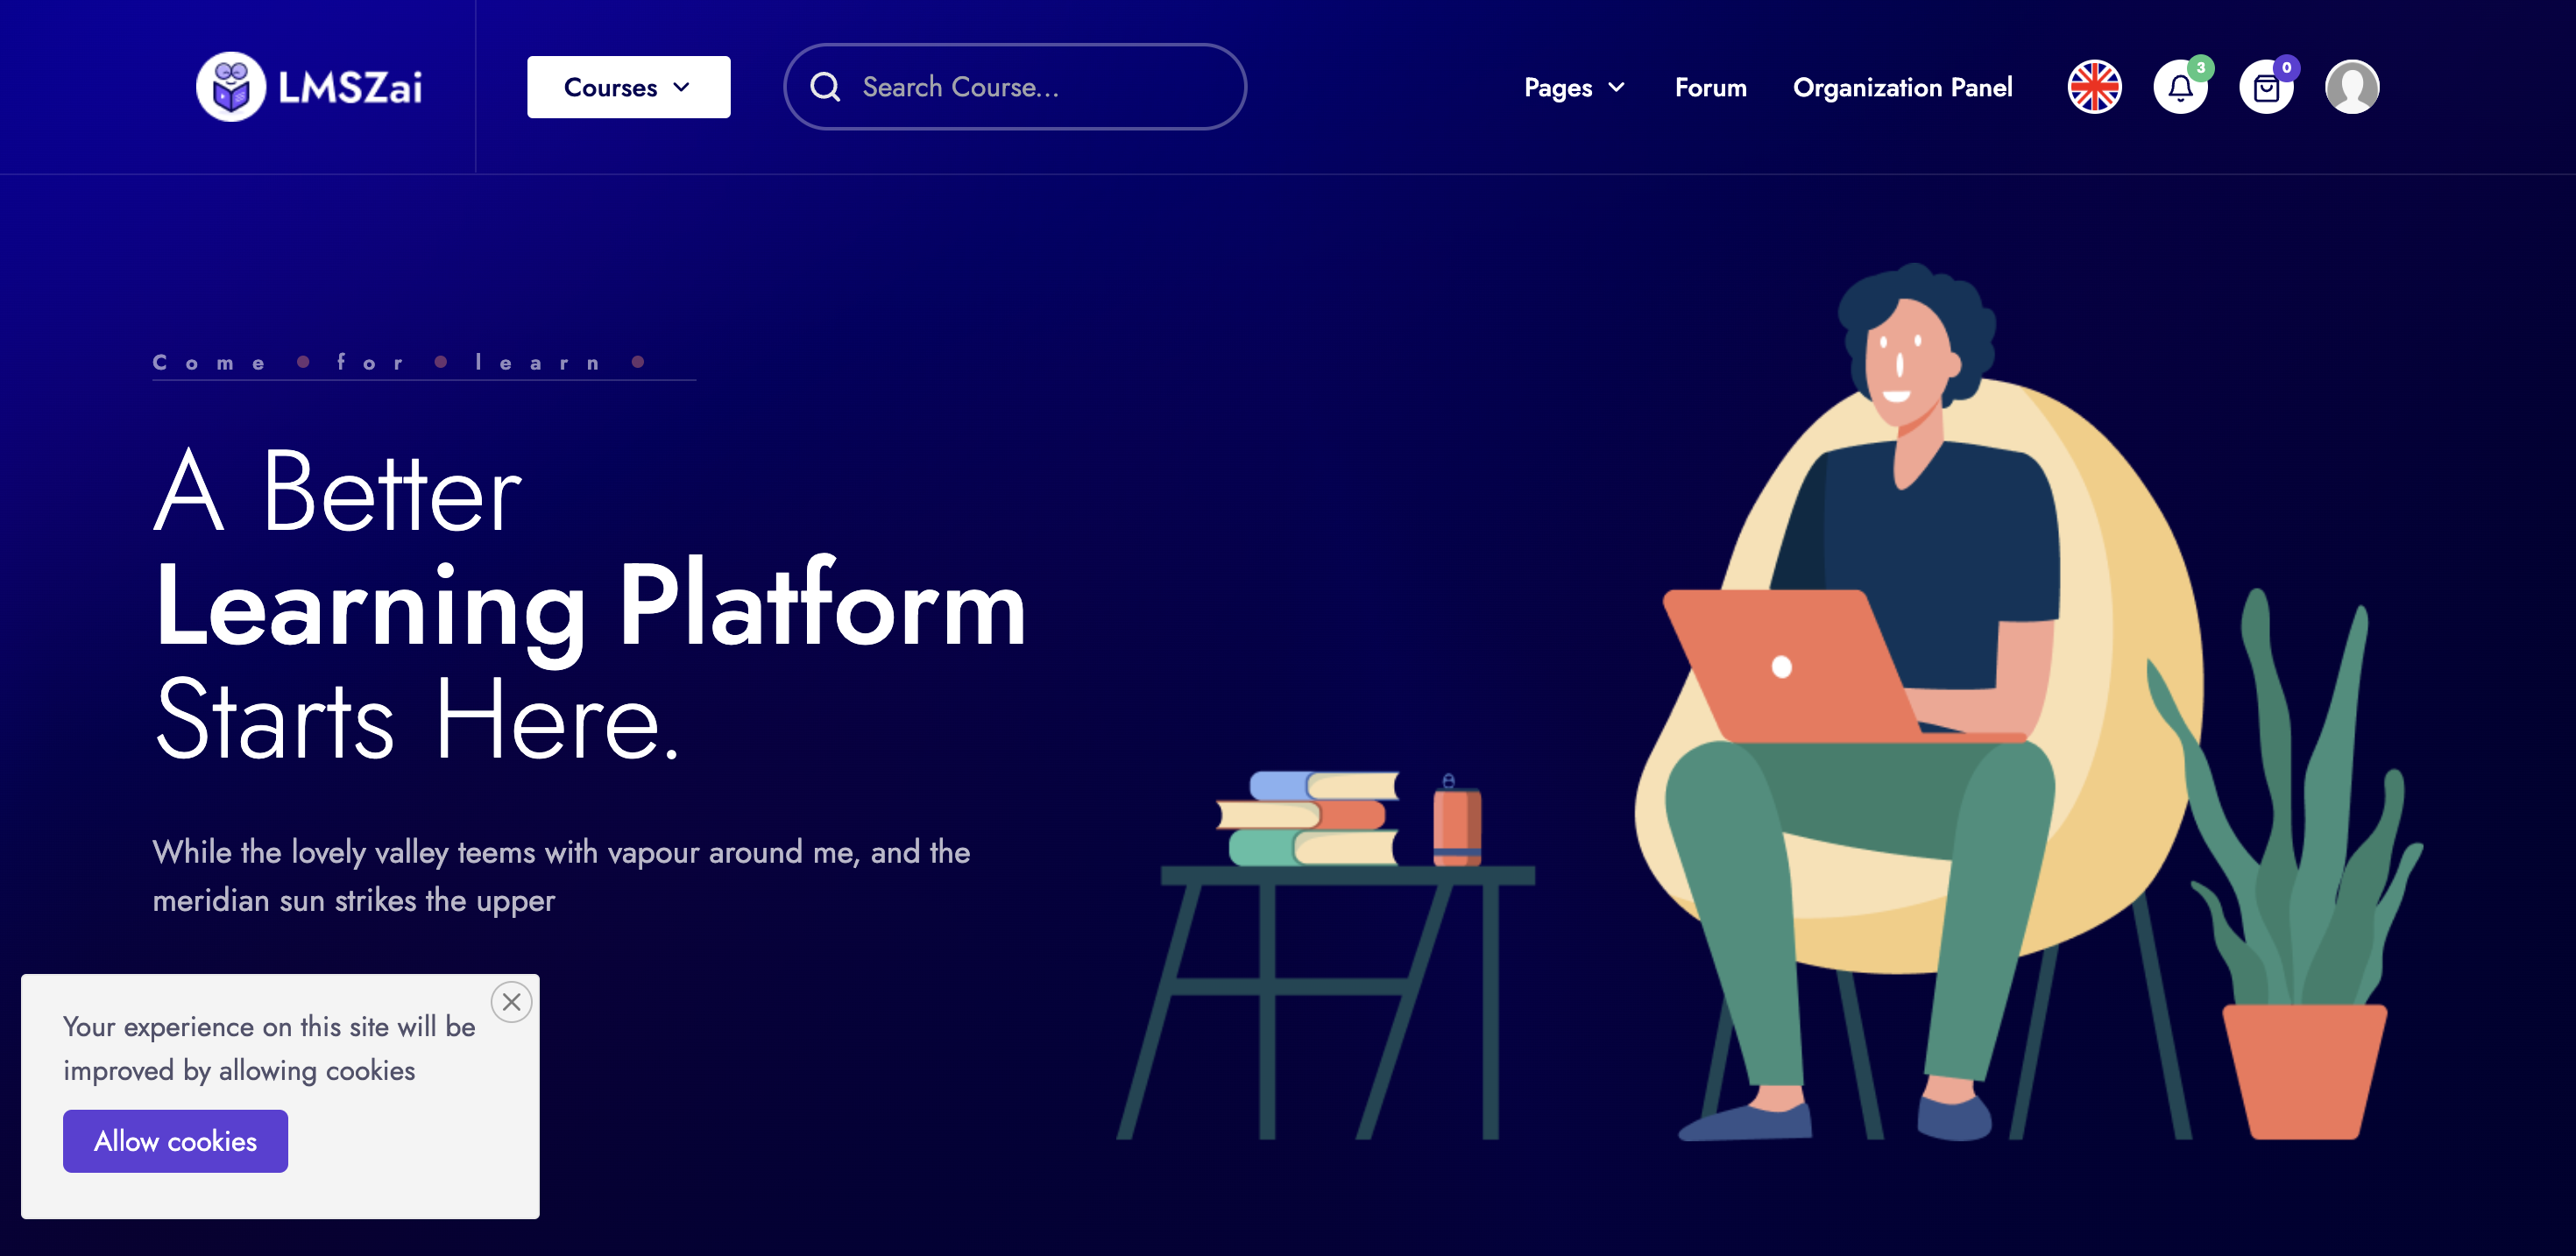 LMSZai
Courses
Search Course...
Pages
Forum
Organization Panel
3
0
Come for learn
A Better
Learning Platform
Starts Here.
While the lovely valley teems with vapour around me, and the
meridian sun strikes the upper
Your experience on this site will be
improved by allowing cookies
Allow cookies